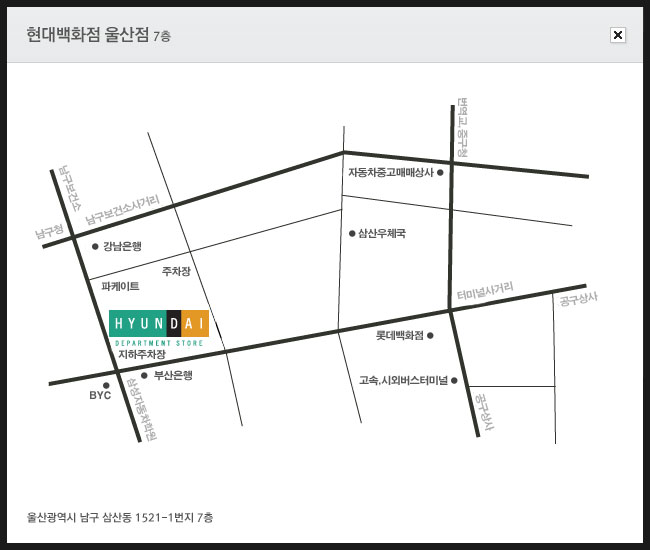 현대백화점 울산점 7층
번영교, 중구청
남구보건소
자동차중고매매상사
남구보건소사거리
남구청
삼산우체국
강남은행
주차장
파케이트
터미널사거리
공구상사
HYUNDAI
DEPARTMENT STORE
롯데백화점
지하주차장
부산은행
고속,시외버스터미널
BYC
삼성자동차학원
공구상사
울산광역시 남구 삼산동 1521-1번지 7층